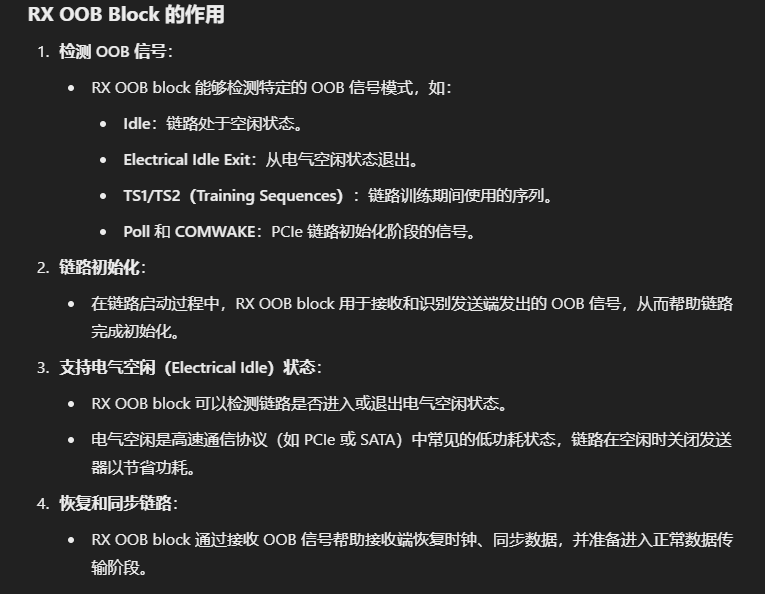 RX OOB Block 的作用
1. 检测 OOB 信号：
• RX OOB block 能够检测特定的 OOB 信号模式，如：
• Idle：链路处于空闲状态。
• Electrical Idle Exit：从电气空闲状态退出。
• TS1/TS2（Training Sequences）：链路训练期间使用的序列。
• Poll 和 COMWAKE：PCIe 链路初始化阶段的信号。
2. 链路初始化：
• 在链路启动过程中，RX OOB block 用于接收和识别发送端发出的 OOB 信号，从而帮助链路
完成初始化。
3. 支持电气空闲（Electrical Idle）状态：
• RX OOB block 可以检测链路是否进入或退出电气空闲状态。
• 电气空闲是高速通信协议（如 PCIe 或 SATA）中常见的低功耗状态，链路在空闲时关闭发送
器以节省功耗。
4. 恢复和同步链路：
• RX OOB block 通过接收 OOB 信号帮助接收端恢复时钟、同步数据，并准备进入正常数据传
输阶段。